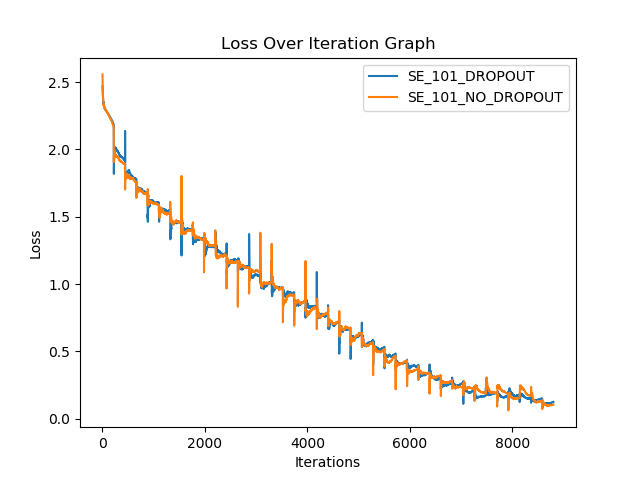 Loss Over Iteration Graph
SE_101_DROPOUT
SE_101_NO_DROPOUT
2.5
2.0
1.5
1.0
0.5
0.0
Loss
0 2000 4000 6000 8000
Iterations